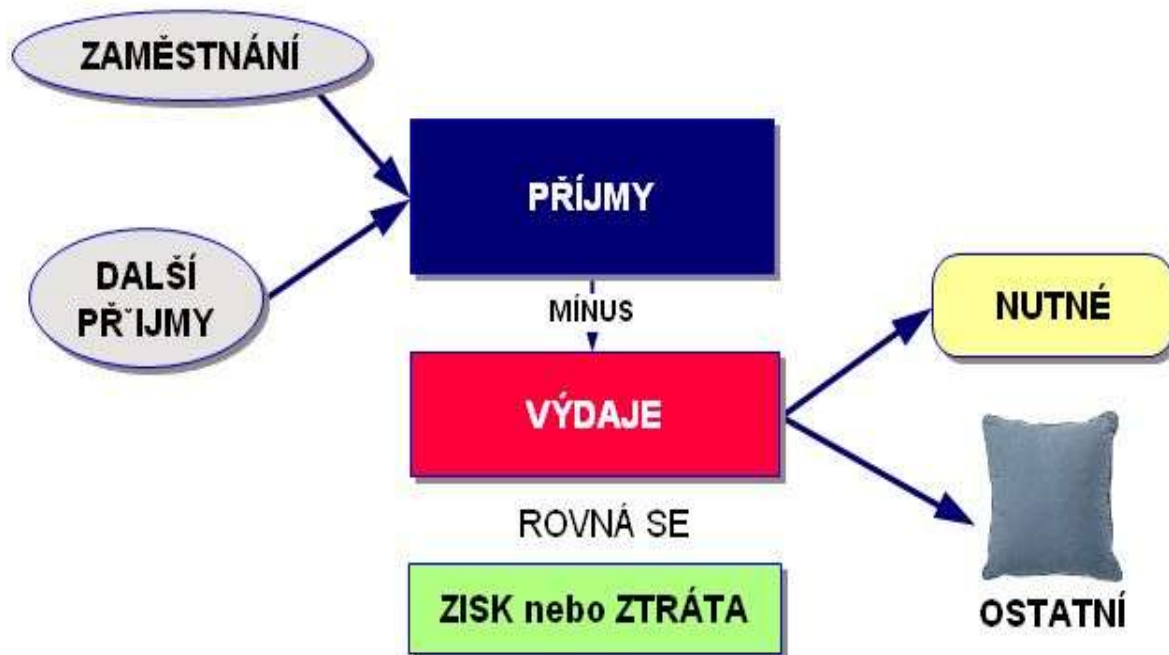 ZAMĚSTNÁNÍ
DALŠÍ
PŘˇIJMY
PŘÍJMY
MÍNUS
VÝDAJE
NUTNÉ
OSTATNÍ
ROVNÁ SE
ZISK nebo ZTRÁTA